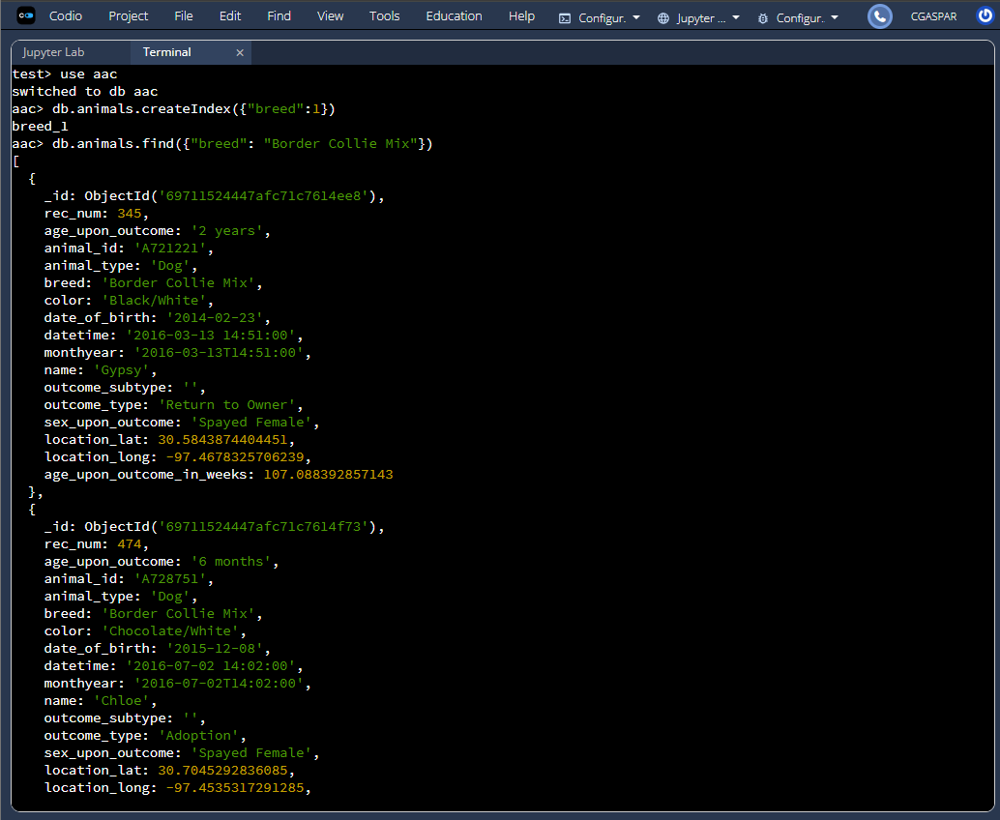 Codio Project File Edit Find View Tools Education Help Configur. Jupyter ... Configur. CGASPAR
Jupyter Lab Terminal ×
test> use aac
switched to db aac
aac> db.animals.createIndex({"breed":1})
breed_1
aac> db.animals.find({"breed": "Border Collie Mix"})
[
  {
    _id: ObjectId('69711524447afc71c7614ee8'),
    rec_num: 345,
    age_upon_outcome: '2 years',
    animal_id: 'A721221',
    animal_type: 'Dog',
    breed: 'Border Collie Mix',
    color: 'Black/White',
    date_of_birth: '2014-02-23',
    datetime: '2016-03-13 14:51:00',
    monthyear: '2016-03-13T14:51:00',
    name: 'Gypsy',
    outcome_subtype: '',
    outcome_type: 'Return to Owner',
    sex_upon_outcome: 'Spayed Female',
    location_lat: 30.5843874404451,
    location_long: -97.4678325706239,
    age_upon_outcome_in_weeks: 107.088392857143
  },
  {
    _id: ObjectId('69711524447afc71c7614f73'),
    rec_num: 474,
    age_upon_outcome: '6 months',
    animal_id: 'A728751',
    animal_type: 'Dog',
    breed: 'Border Collie Mix',
    color: 'Chocolate/White',
    date_of_birth: '2015-12-08',
    datetime: '2016-07-02 14:02:00',
    monthyear: '2016-07-02T14:02:00',
    name: 'Chloe',
    outcome_subtype: '',
    outcome_type: 'Adoption',
    sex_upon_outcome: 'Spayed Female',
    location_lat: 30.7045292836085,
    location_long: -97.4535317291285,